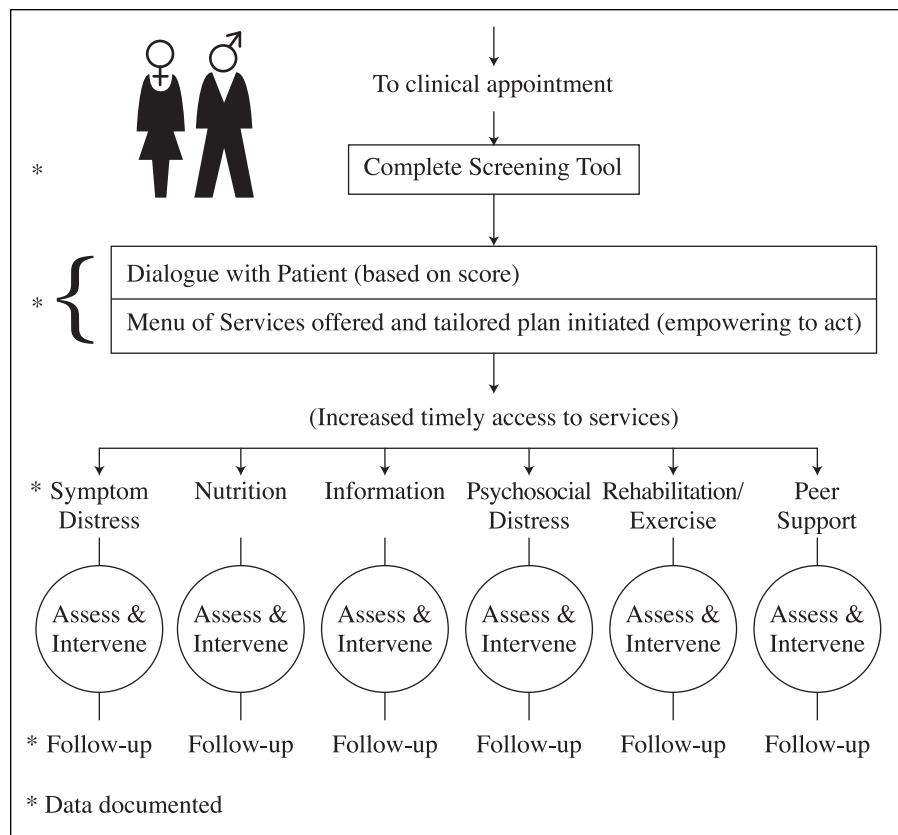 To clinical appointment
* Complete Screening Tool
Dialogue with Patient (based on score)
* Menu of Services offered and tailored plan initiated (empowering to act)
(Increased timely access to services)
* Symptom Distress
Nutrition
Information
Psychosocial Distress
Rehabilitation/ Exercise
Peer Support
Assess & Intervene
Assess & Intervene
Assess & Intervene
Assess & Intervene
Assess & Intervene
Assess & Intervene
* Follow-up Follow-up Follow-up Follow-up Follow-up Follow-up
* Data documented